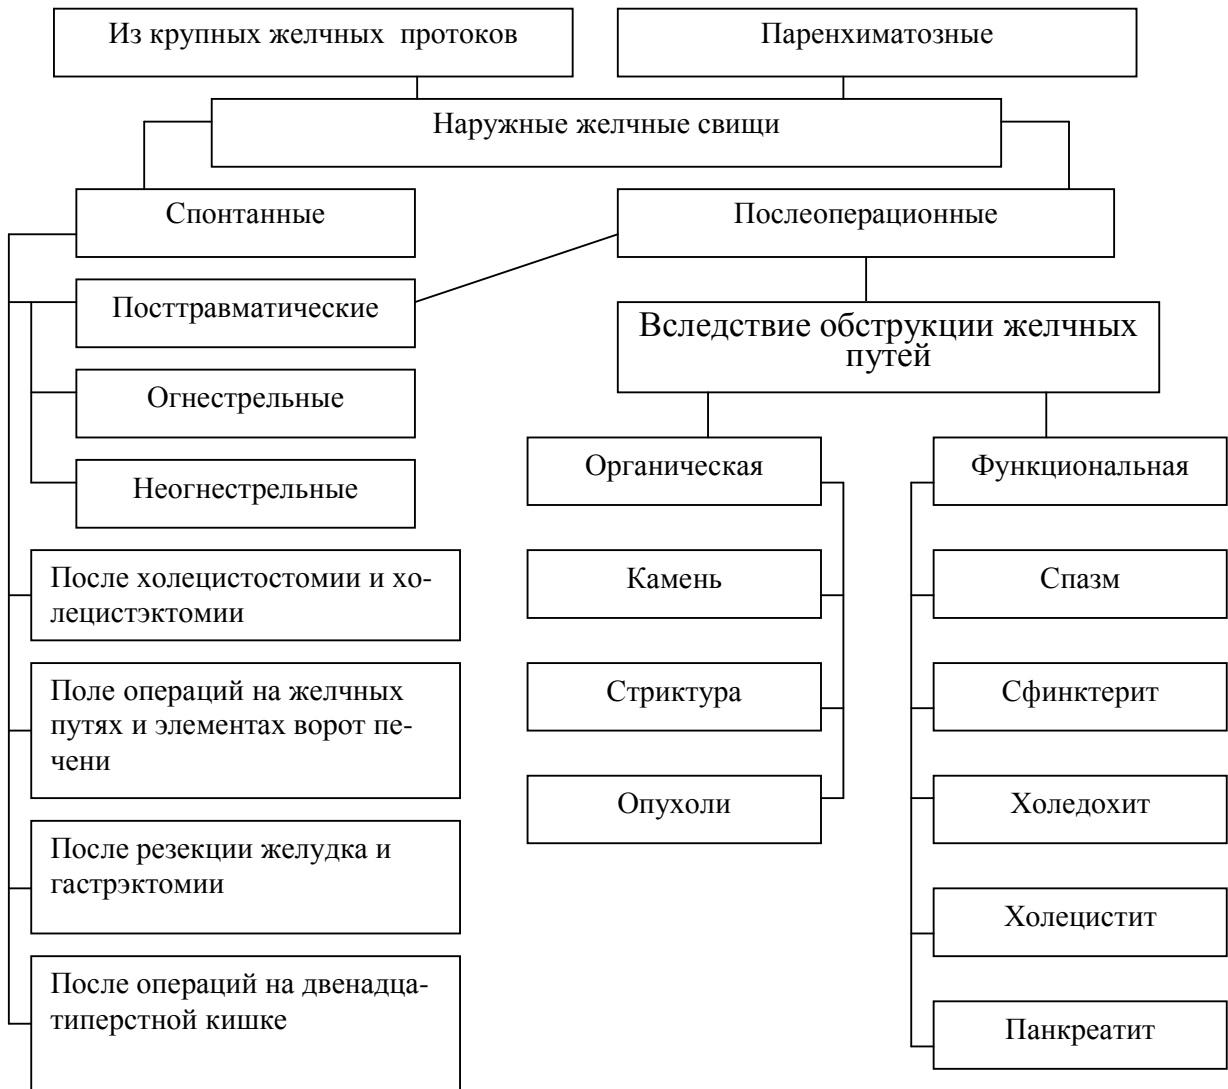 Из крупных желчных протоков
Паренхиматозные
Наружные желчные свищи
Спонтанные
Послеоперационные
Посттравматические
Вследствие обструкции желчных
путей
Огнестрельные
Неогнестрельные
После холецистостомии и хо-
лецистэктомии
Поле операций на желчных
путях и элементах ворот пе-
чени
После резекции желудка и
гастрэктомии
После операций на двенадца-
типерстной кишке
Органическая
Камень
Стриктура
Опухоли
Функциональная
Спазм
Сфинктерит
Холедохит
Холецистит
Панкреатит